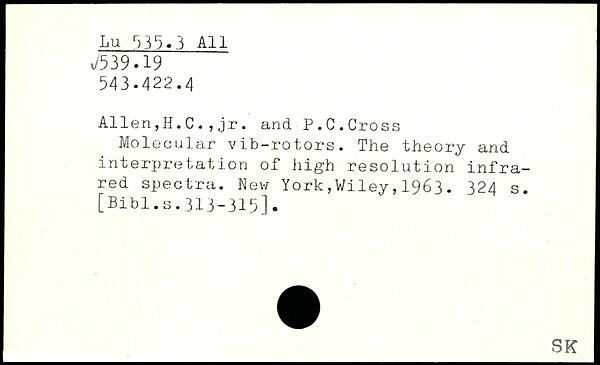 Lu 535.3 All
√539.19
543.422.4
Allen,H.C.,jr. and P.C.Cross
Molecular vib-rotors. The theory and
interpretation of high resolution infra-
red spectra. New York,Wiley,1963. 324 s.
[Bibl.s.313-315].
SK